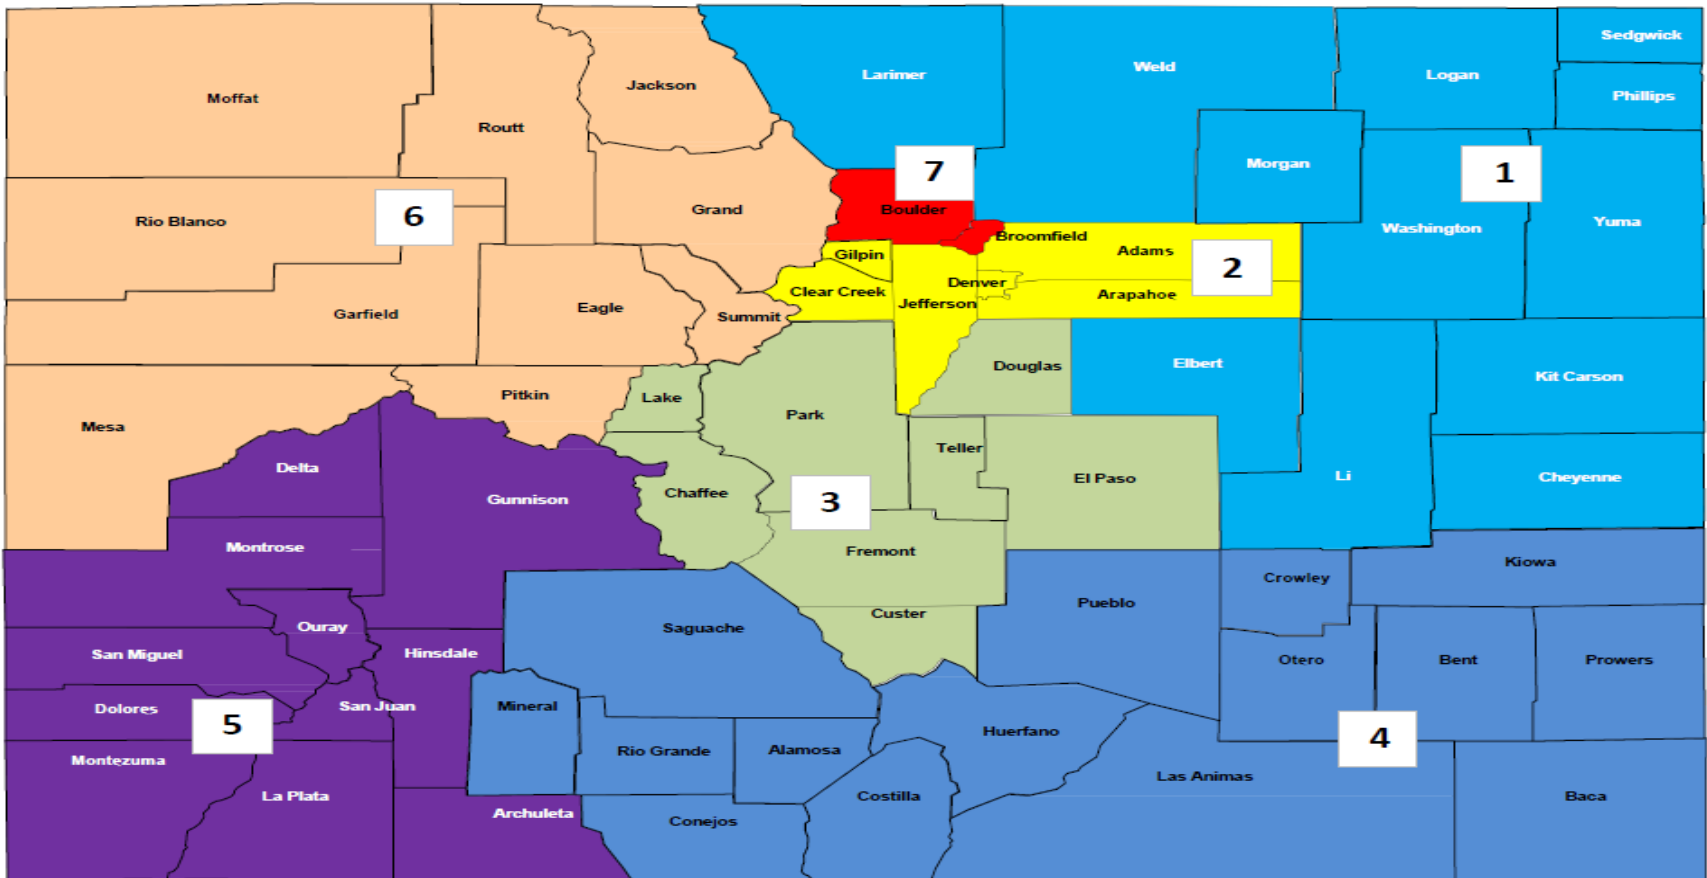 Sedgwick
Larimer
Weld
Logan
Jackson
Moffat
Phillips
Routt
Morgan
7
1
Rio Blanco
6
Grand
Boulder
Washington
Yuma
Broomfield
Adams
Gilpin
2
Denver
Clear Creek
Arapahoe
Jefferson
Garfield
Eagle
Summit
Douglas
Elbert
Kit Carson
Pitkin
Lake
Park
Mesa
Teller
Delta
Gunnison
Chaffee
3
El Paso
Li
Cheyenne
Montrose
Fremont
Kiowa
Crowley
Pueblo
Custer
Ouray
Saguache
San Miguel
Hinsdale
Otero
Bent
Prowers
Dolores
San Juan
Mineral
5
Huerfano
4
Rio Grande
Alamosa
Montezuma
Las Animas
La Plata
Costilla
Baca
Archuleta
Conejos